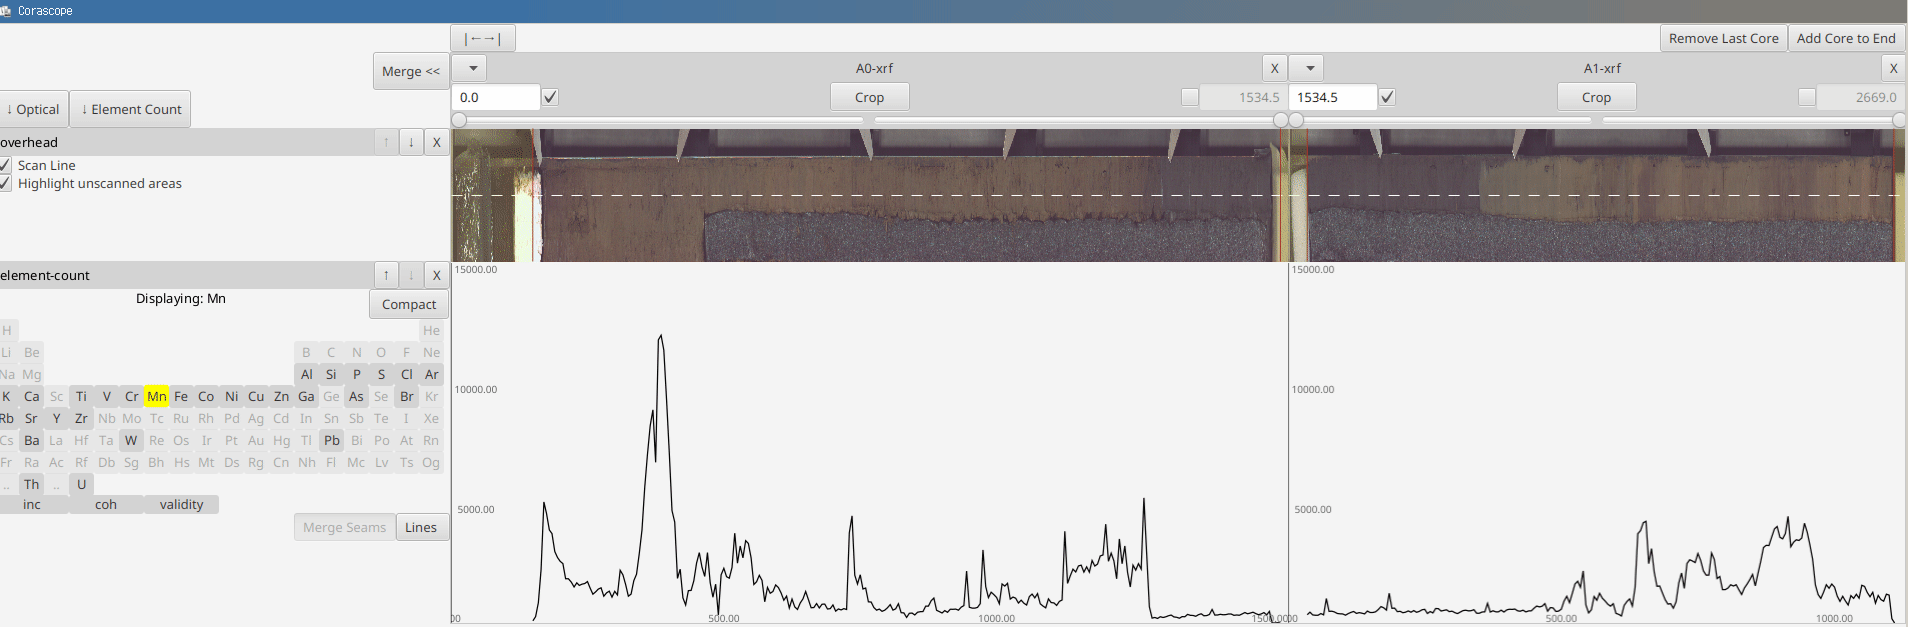 Corascope
|←→| Remove Last Core Add Core to End
Merge << A0-xrf X A1-xrf X
0.0 Crop 1534.5 1534.5 Crop 2669.0
↓ Optical ↓ Element Count
overhead ↑ ↓ X
Scan Line
Highlight unscanned areas
element-count ↑ ↓ X
Displaying: Mn
Compact
H He
Li Be B C N O F Ne
Na Mg Al Si P S Cl Ar
K Ca Sc Ti V Cr Mn Fe Co Ni Cu Zn Ga Ge As Se Br Kr
Rb Sr Y Zr Nb Mo Tc Ru Rh Pd Ag Cd In Sn Sb Te I Xe
Cs Ba La Hf Ta W Re Os Ir Pt Au Hg Tl Pb Bi Po At Rn
Fr Ra Ac Rf Db Sg Bh Hs Mt Ds Rg Cn Nh Fl Mc Lv Ts Og
.. Th .. U
inc coh validity
Merge Seams Lines
15000.00 15000.00
10000.00 10000.00
5000.00 5000.00
500.00 1000.00 500.00 1000.00